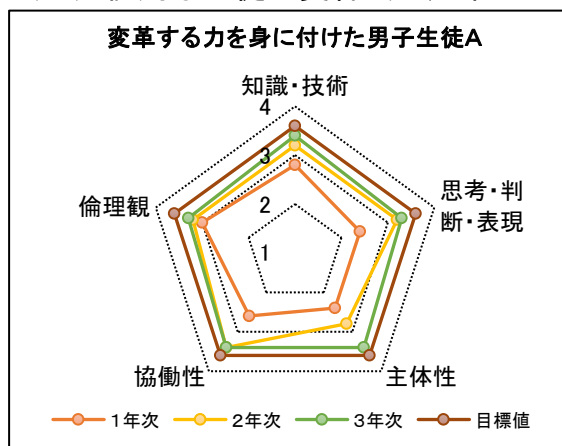 変革する力を身に付けた男子生徒A
知識・技術
4
3
2
1
思考・判
断・表現
倫理観
協働性
主体性
1年次
2年次
3年次
目標値